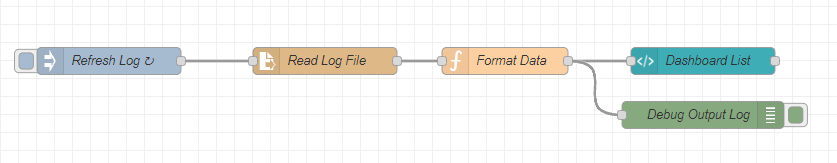 Refresh Log ↻
Read Log File
Format Data
Dashboard List
Debug Output Log